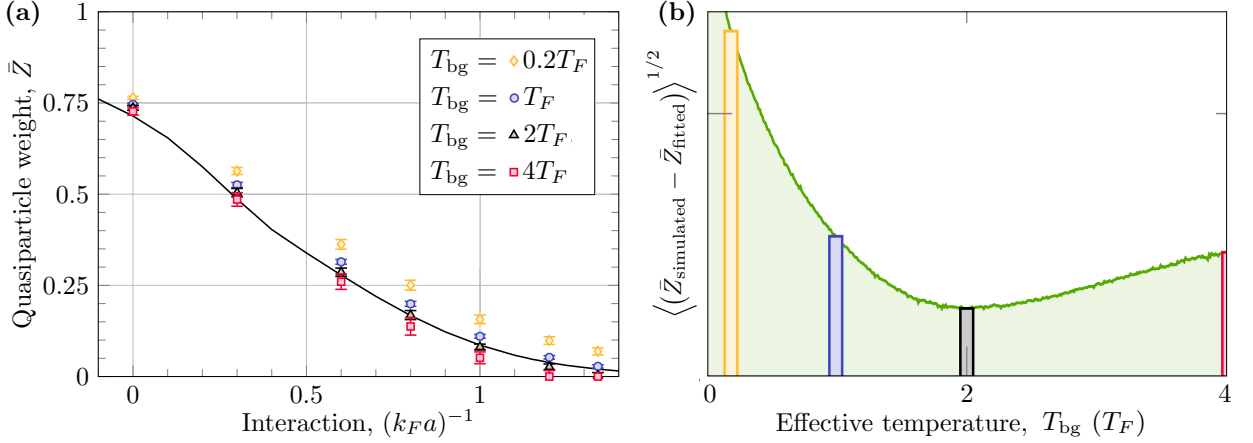 (a)
Quasiparticle weight, Z̄
1
0.75
0.5
0.25
0
0
0.5
1
Interaction, (k_F a)⁻¹
T_bg = 0.2T_F
T_bg = T_F
T_bg = 2T_F
T_bg = 4T_F
(b)
⟨(Z̄_simulated − Z̄_fitted)⟩^1/2
0
2
4
Effective temperature, T_bg (T_F)